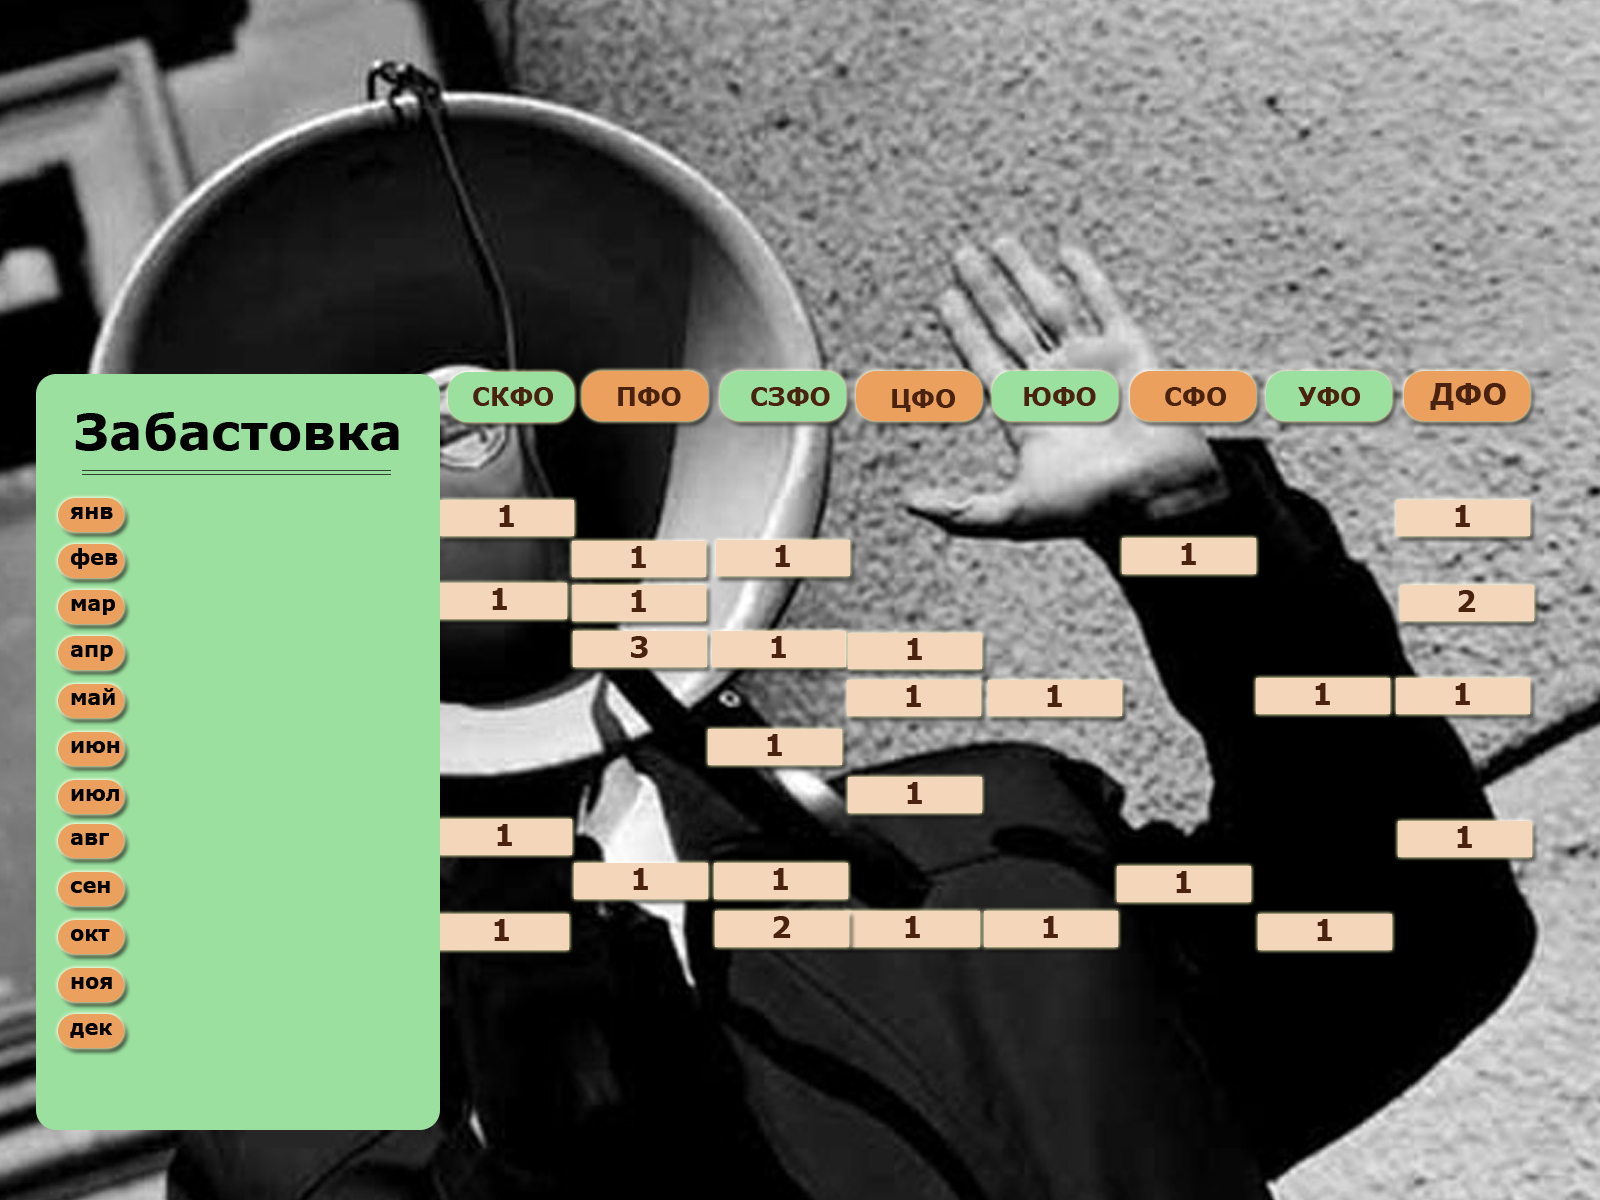 СКФО ПФО СЗФО ЦФО ЮФО СФО УФО ДФО
Забастовка
янв 1 1
фев 1 1 1
мар 1 1 2
апр 3 1 1
май 1 1 1 1
июн 1
июл 1
авг 1 1
сен 1 1 1
окт 1 2 1 1 1
ноя
дек